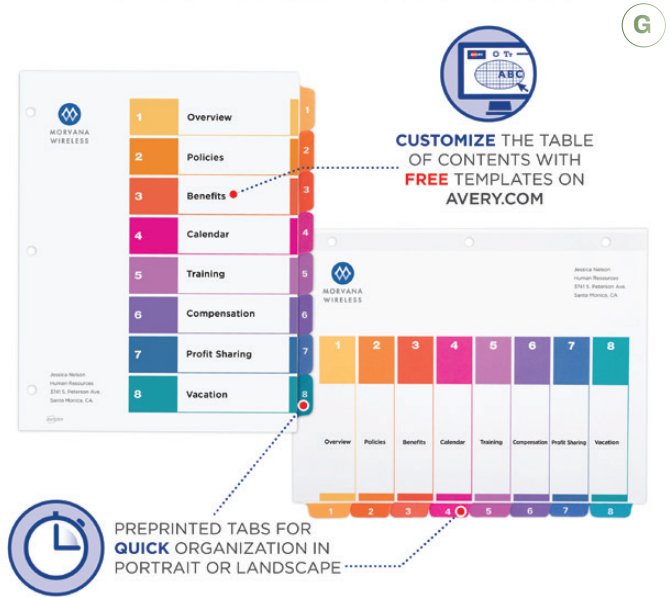 G
ABC
CUSTOMIZE THE TABLE
OF CONTENTS WITH
FREE TEMPLATES ON
AVERY.COM
MORVANA
WIRELESS
1 Overview 1
2 Policies 2
3 Benefits 3
4 Calendar 4
5 Training 5
6 Compensation 6
7 Profit Sharing 7
8 Vacation 8
Jessica Nelson
Human Resources
3741 S. Peterson Ave.
Santa Monica, CA
AVERY
MORVANA
WIRELESS
Jessica Nelson
Human Resources
3741 S. Peterson Ave.
Santa Monica, CA
1 2 3 4 5 6 7 8
Overview Policies Benefits Calendar Training Compensation Profit Sharing Vacation
1 2 3 4 5 6 7 8
PREPRINTED TABS FOR
QUICK ORGANIZATION IN
PORTRAIT OR LANDSCAPE